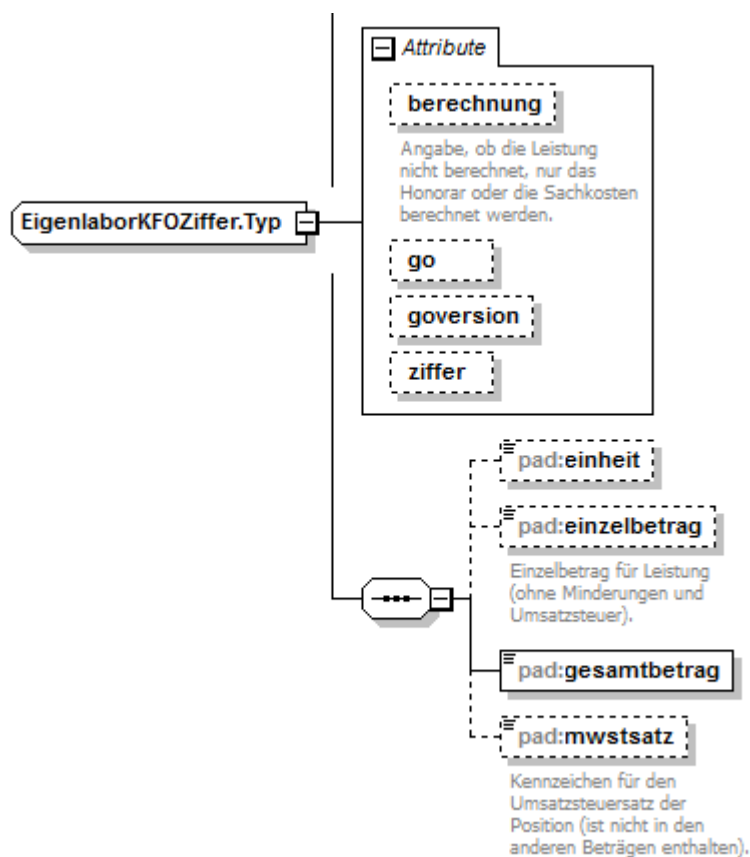 Attribute
berechnung
Angabe, ob die Leistung
nicht berechnet, nur das
Honorar oder die Sachkosten
berechnet werden.
EigenlaborKFOZiffer.Typ
go
goversion
ziffer
pad:einheit
pad:einzelbetrag
Einzelbetrag für Leistung
(ohne Minderungen und
Umsatzsteuer).
pad:gesamtbetrag
pad:mwstsatz
Kennzeichen für den
Umsatzsteuersatz der
Position (ist nicht in den
anderen Beträgen enthalten).